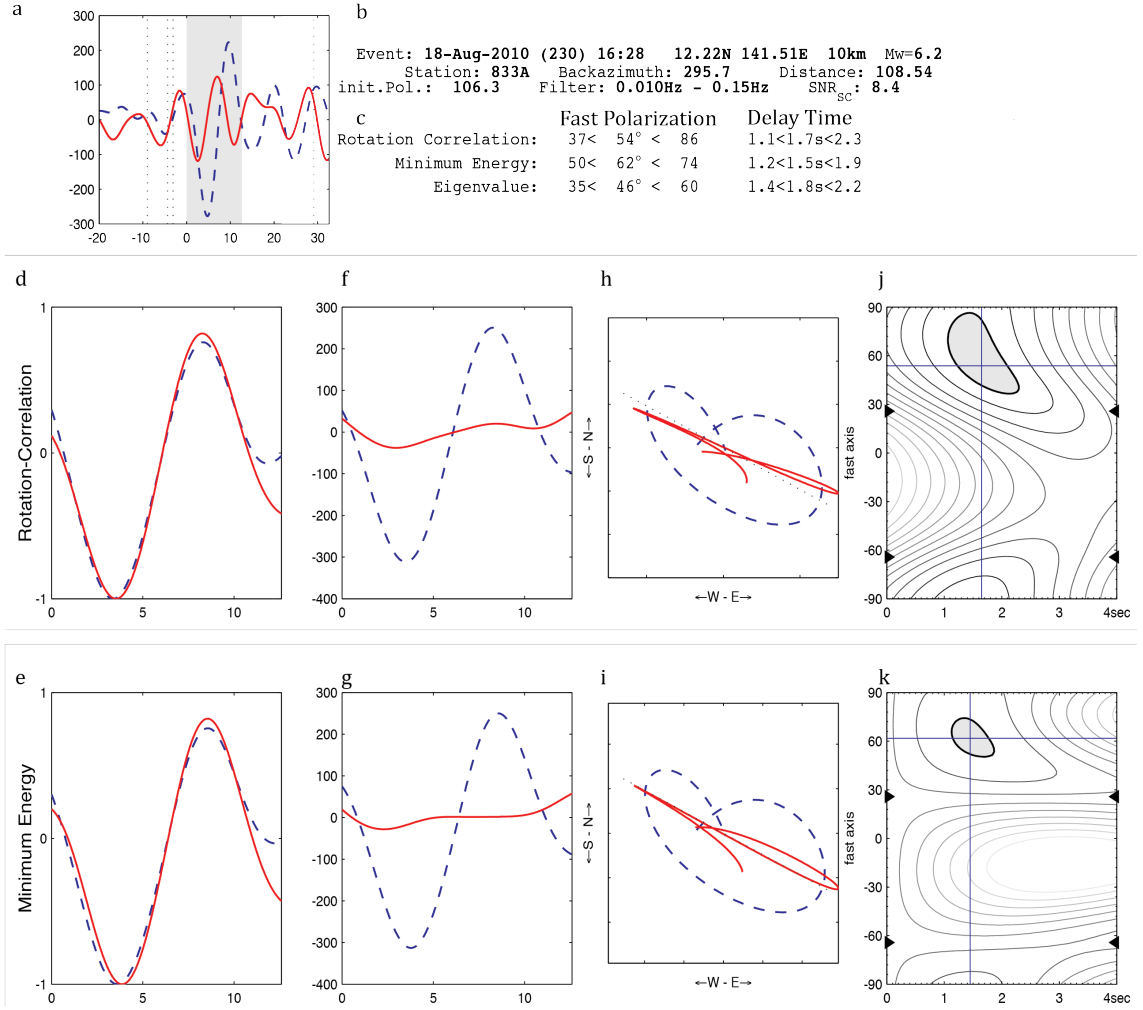 a
300
200
100
0
-100
-200
-300
-20 -10 0 10 20 30
b
Event: 18-Aug-2010 (230) 16:28 12.22N 141.51E 10km Mw=6.2
Station: 833A Backazimuth: 295.7 Distance: 108.54
init.Pol.: 106.3 Filter: 0.010Hz - 0.15Hz SNRSC: 8.4
c Fast Polarization Delay Time
Rotation Correlation: 37< 54° < 86 1.1<1.7s<2.3
Minimum Energy: 50< 62° < 74 1.2<1.5s<1.9
Eigenvalue: 35< 46° < 60 1.4<1.8s<2.2
d
Rotation-Correlation
1
0
-1
0 5 10
f
300
200
100
0
-100
-200
-300
-400
0 5 10
h
←S - N→
←W - E→
j
fast axis
90
60
30
0
-30
-60
-90
0 1 2 3 4sec
e
Minimum Energy
1
0
-1
0 5 10
g
300
200
100
0
-100
-200
-300
-400
0 5 10
i
←S - N→
←W - E→
k
fast axis
90
60
30
0
-30
-60
-90
0 1 2 3 4sec